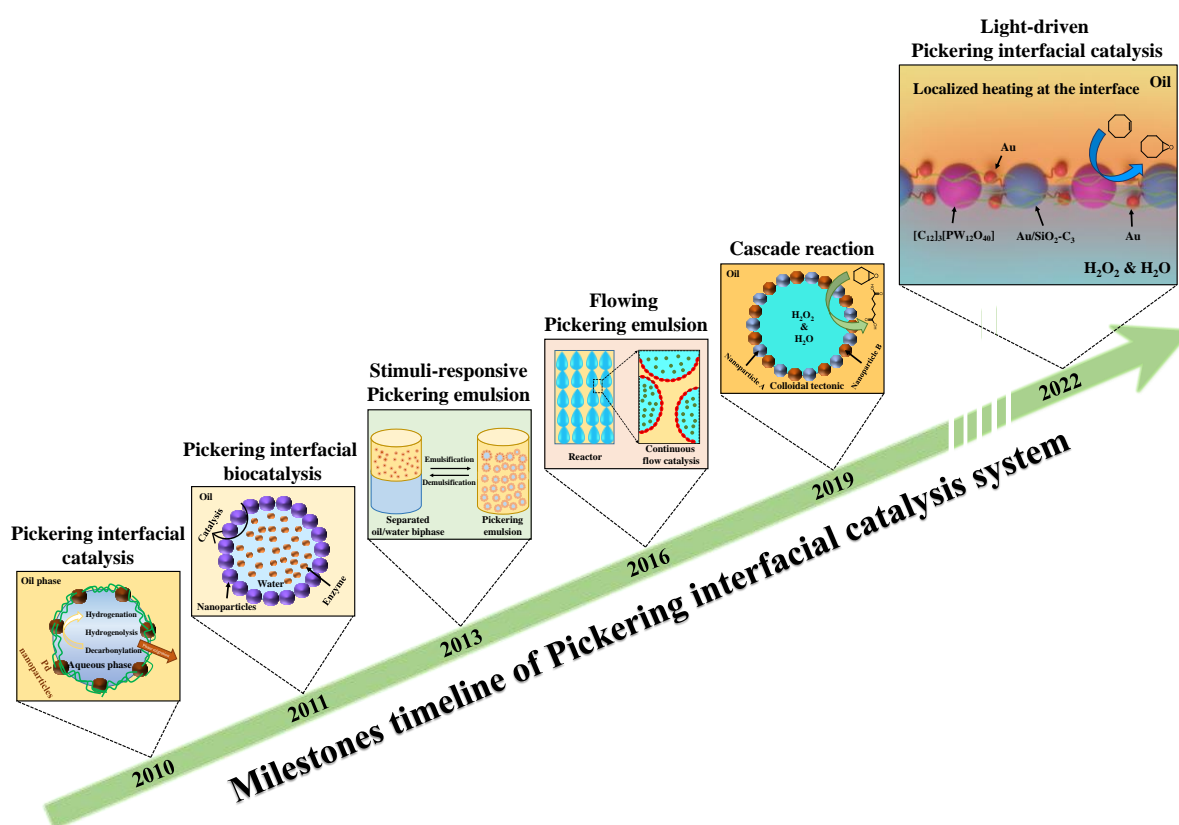 Light-driven
Pickering interfacial catalysis
Localized heating at the interface
Oil
Au
[C₁₂]₃[PW₁₂O₄₀]
Au/SiO₂-C₃
Au
H₂O₂ & H₂O
Cascade reaction
Oil
H₂O₂
&
H₂O
Nanoparticle A
Nanoparticle B
Colloidal tectonic
Flowing
Pickering emulsion
Reactor
Continuous
flow catalysis
Stimuli-responsive
Pickering emulsion
Emulsification
Demulsification
Separated
oil/water biphase
Pickering
emulsion
Pickering interfacial
biocatalysis
Oil
Catalysis
Water
Nanoparticles
Enzyme
Pickering interfacial
catalysis
Oil phase
Hydrogenation
Hydrogenolysis
Decarbonylation
Aqueous phase
Pd
nanoparticles
2010
2011
2013
2016
2019
2022
Milestones timeline of Pickering interfacial catalysis system